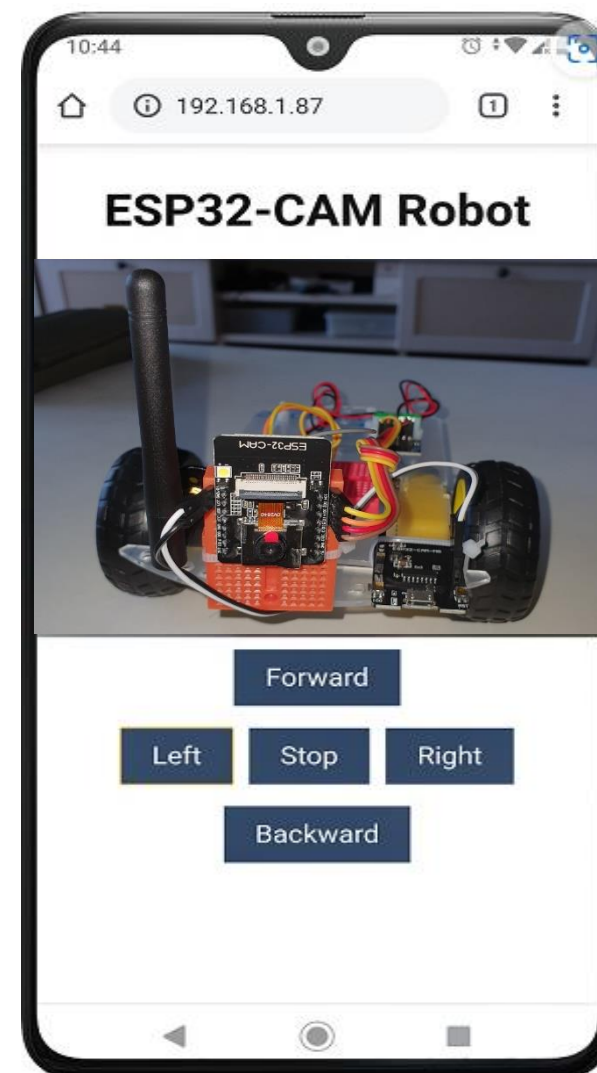 10:44
192.168.1.87
1
ESP32-CAM Robot
ESP32-CAM
Forward
Left Stop Right
Backward